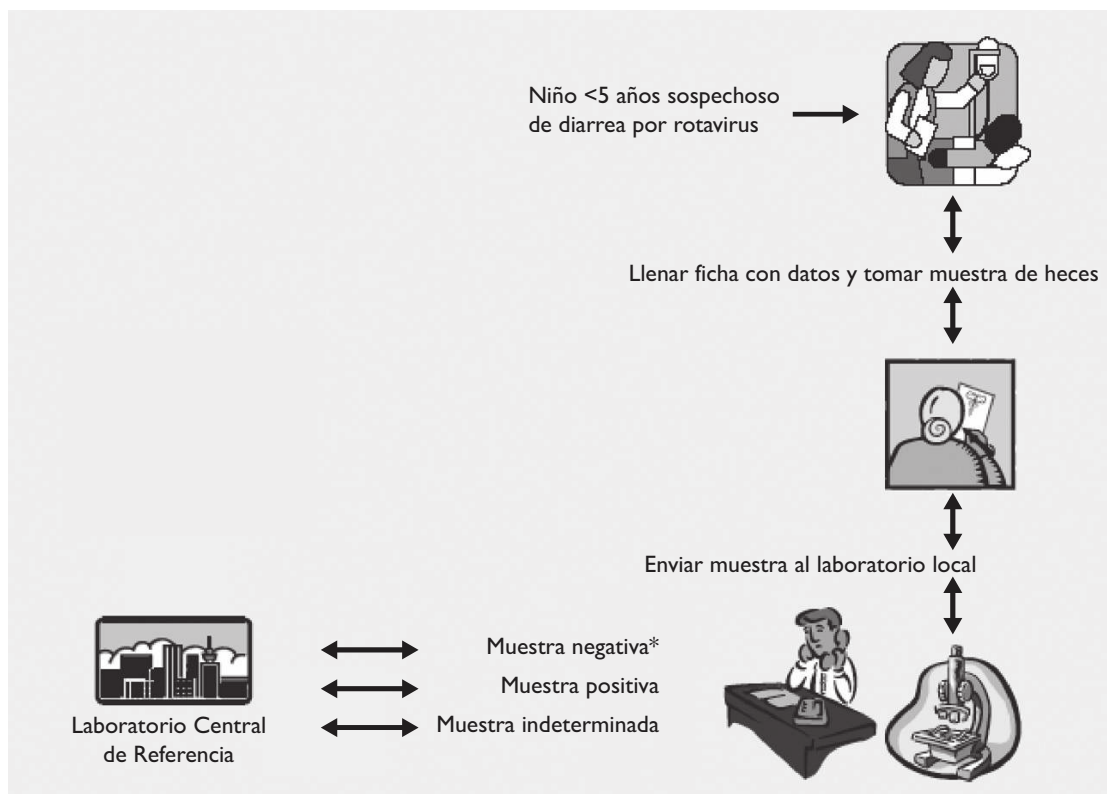 Niño <5 años sospechoso
de diarrea por rotavirus
Llenar ficha con datos y tomar muestra de heces
Enviar muestra al laboratorio local
Muestra negativa*
Muestra positiva
Muestra indeterminada
Laboratorio Central
de Referencia